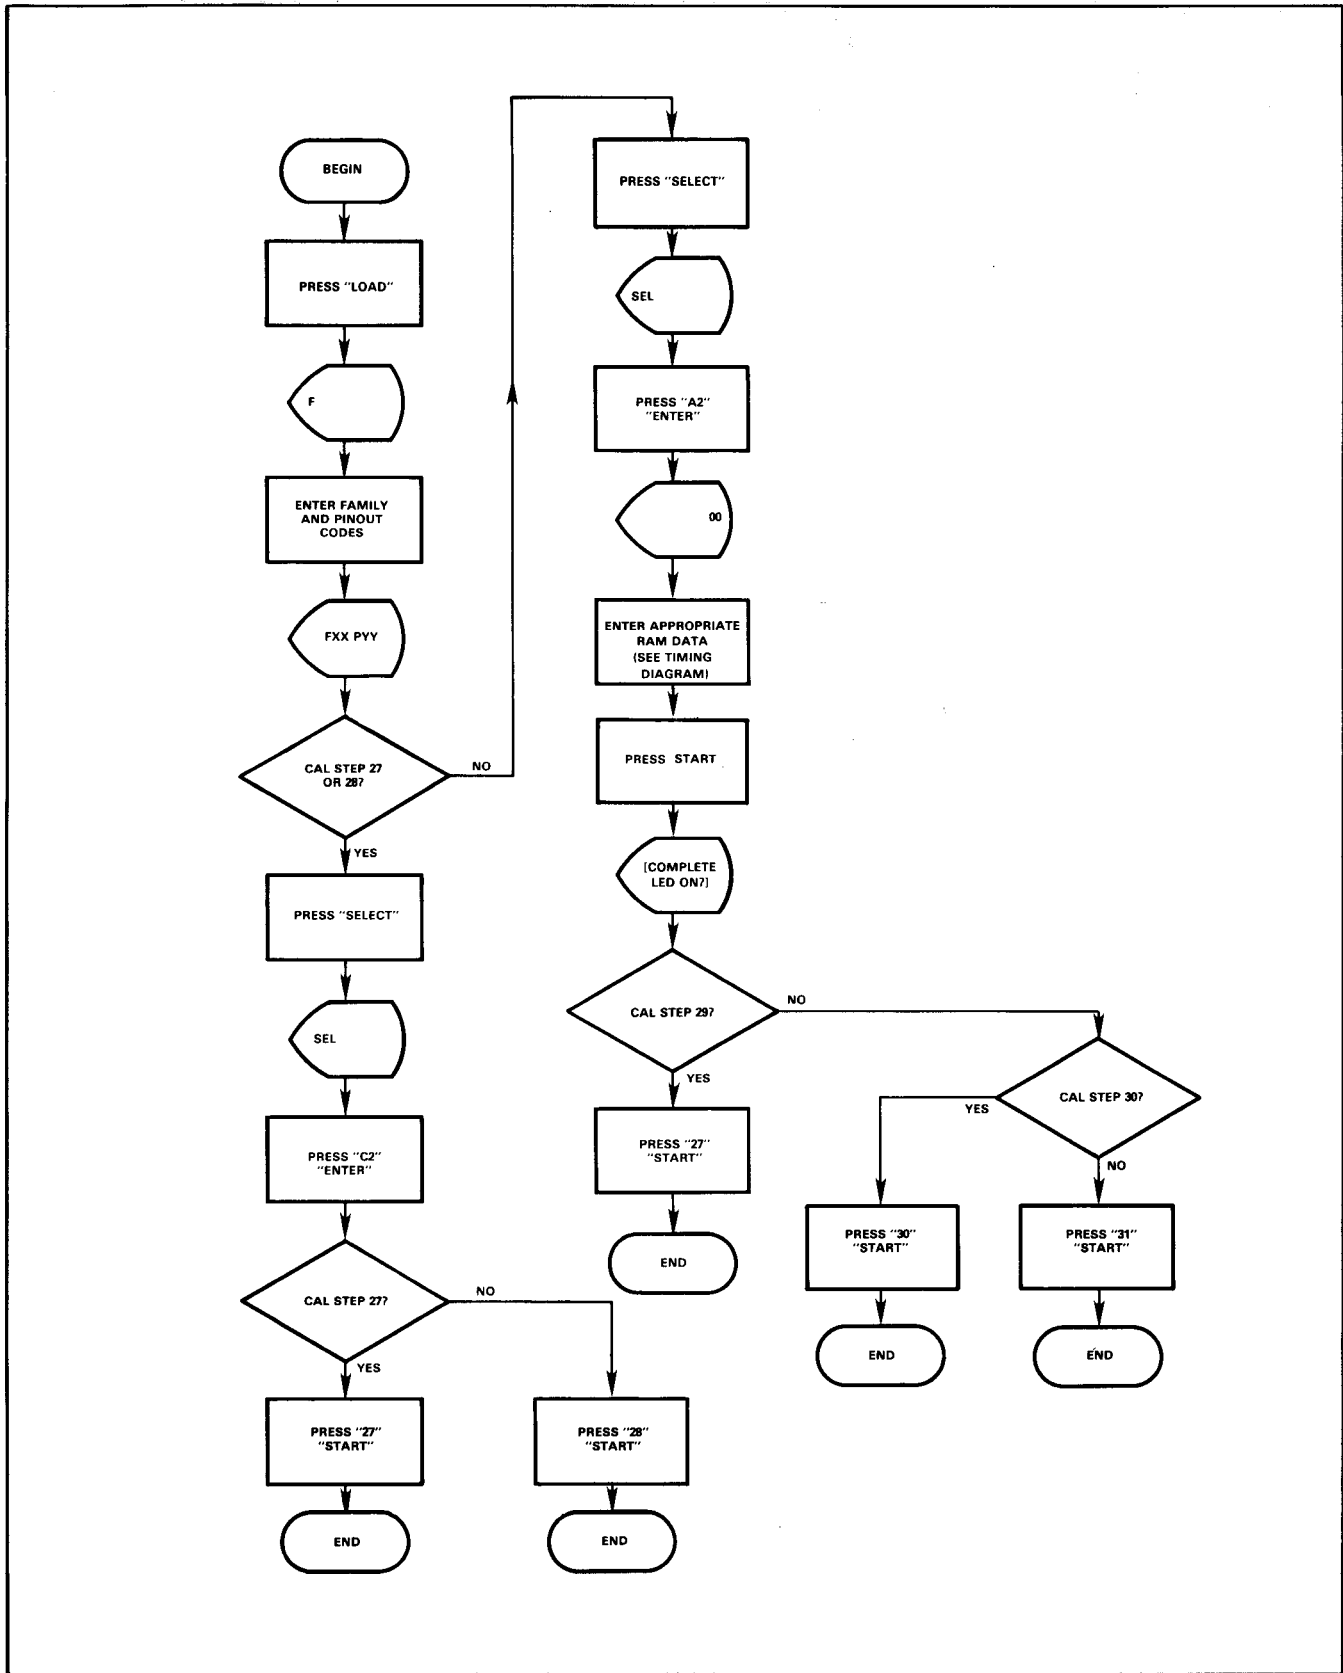 BEGIN
PRESS "LOAD"
F
ENTER FAMILY
AND PINOUT
CODES
FXX PYY
CAL STEP 27
OR 28?
NO
YES
PRESS "SELECT"
SEL
PRESS "C2"
"ENTER"
CAL STEP 27?
NO
YES
PRESS "27"
"START"
END
PRESS "28"
"START"
END
PRESS "SELECT"
SEL
PRESS "A2"
"ENTER"
00
ENTER APPROPRIATE
RAM DATA
(SEE TIMING
DIAGRAM)
PRESS START
[COMPLETE
LED ON?]
CAL STEP 29?
NO
YES
PRESS "27"
"START"
END
CAL STEP 30?
YES
NO
PRESS "30"
"START"
END
PRESS "31"
"START"
END